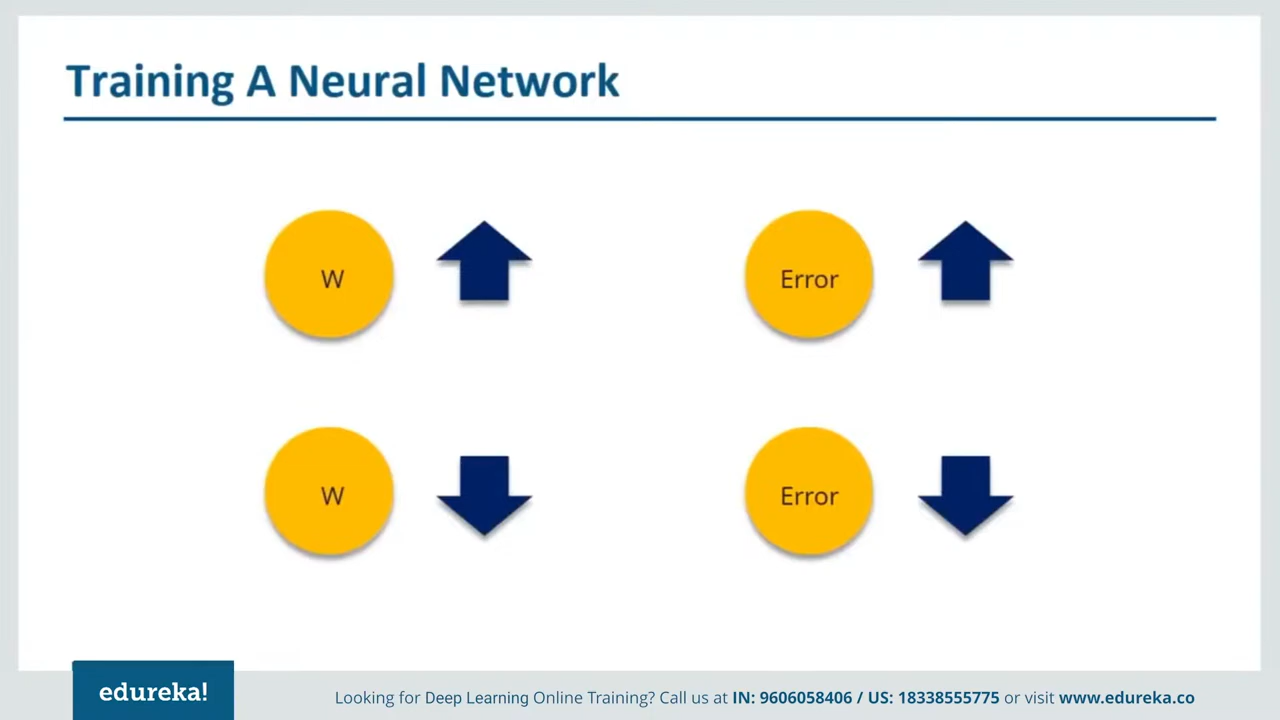 Training A Neural Network
W
Error
W
Error
edureka!
Looking for Deep Learning Online Training? Call us at IN: 9606058406 / US: 18338555775 or visit www.edureka.co